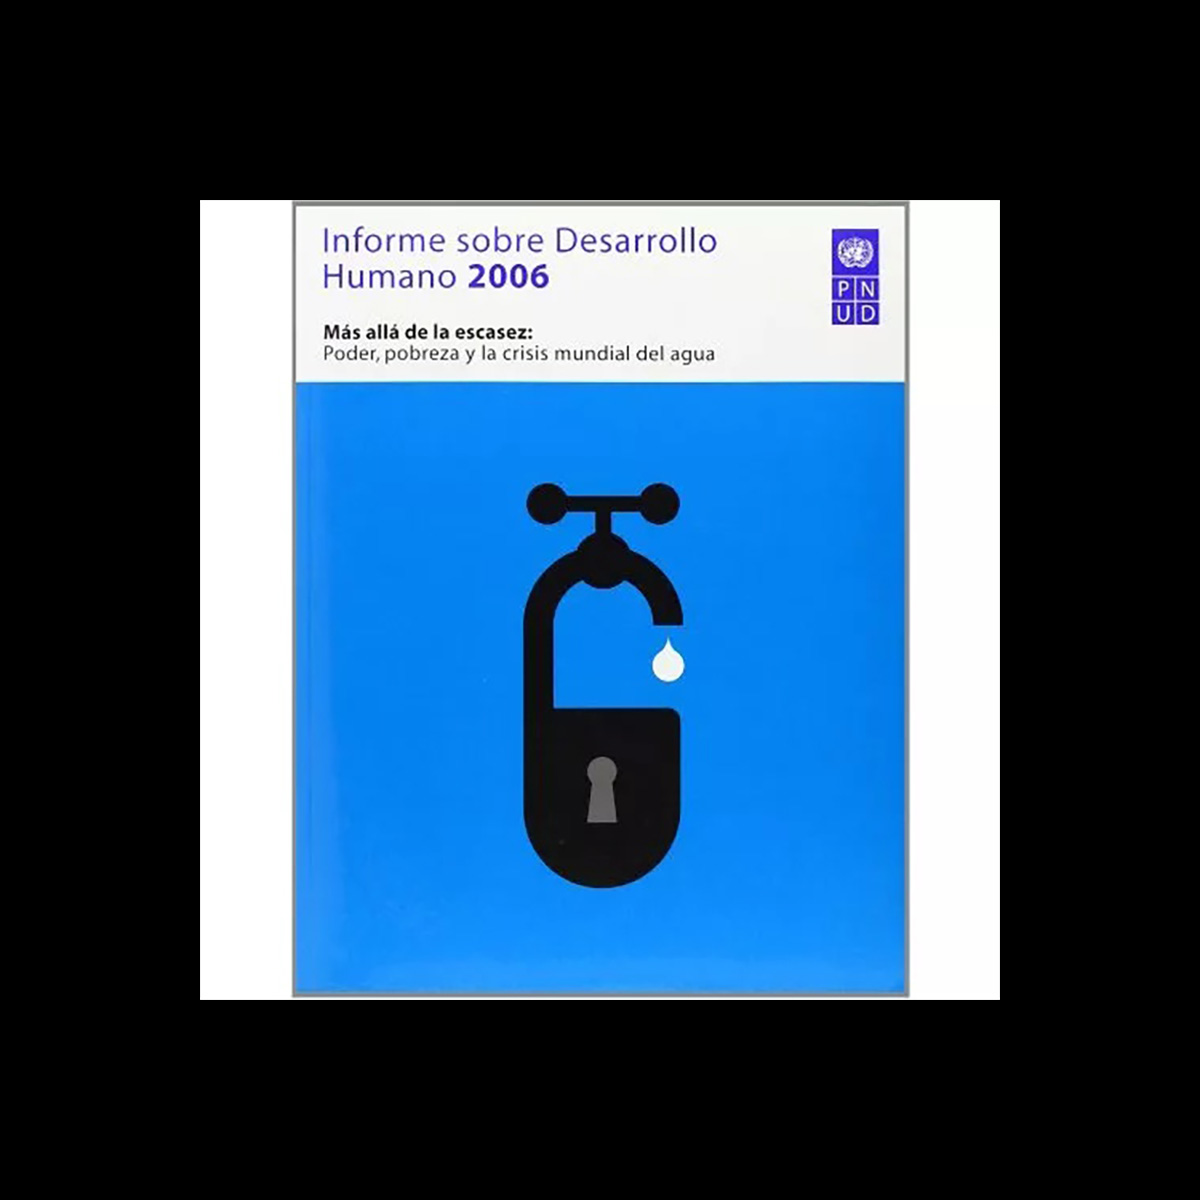 Informe sobre Desarrollo
Humano 2006
Más allá de la escasez:
Poder, pobreza y la crisis mundial del agua
P N
U D